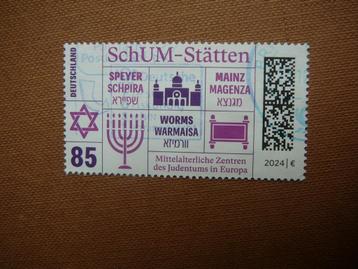 DEUTSCHLAND
SchUM-Stätten
SPEYER
SCHPIRA
שפירא
MAINZ
MAGENZA
מגנצא
WORMS
WARMAISA
וורמיזא
85
Mittelalterliche Zentren
des Judentums in Europa
2024 | €